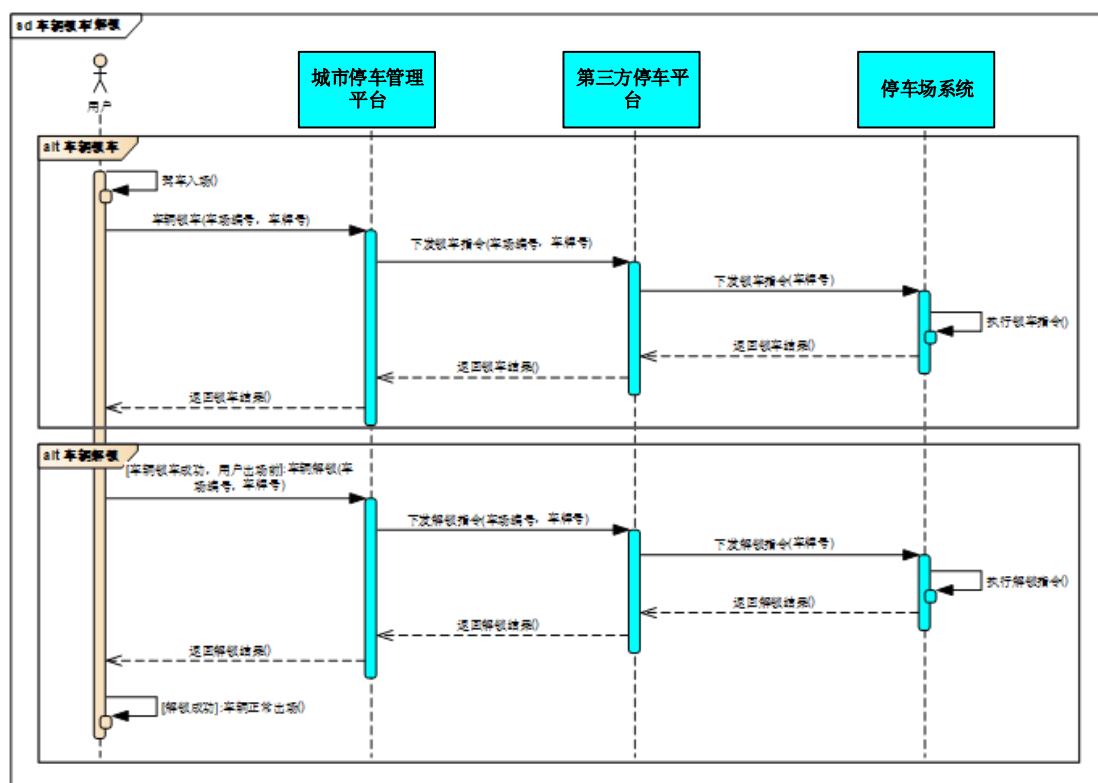 sd 车辆锁车/解锁
用户
城市停车管理
平台
第三方停车平
台
停车场系统
alt 车辆锁车
驾车入场()
车辆锁车(车场编号，车牌号)
下发锁车指令(车场编号，车牌号)
下发锁车指令(车牌号)
执行锁车指令()
返回锁车结果()
返回锁车结果()
返回锁车结果()
alt 车辆解锁
[车辆锁车成功，用户出场前]:车辆解锁(车
场编号，车牌号)
下发解锁指令(车场编号，车牌号)
下发解锁指令(车牌号)
执行解锁指令()
返回解锁结果()
返回解锁结果()
返回解锁结果()
[解锁成功]:车辆正常出场()